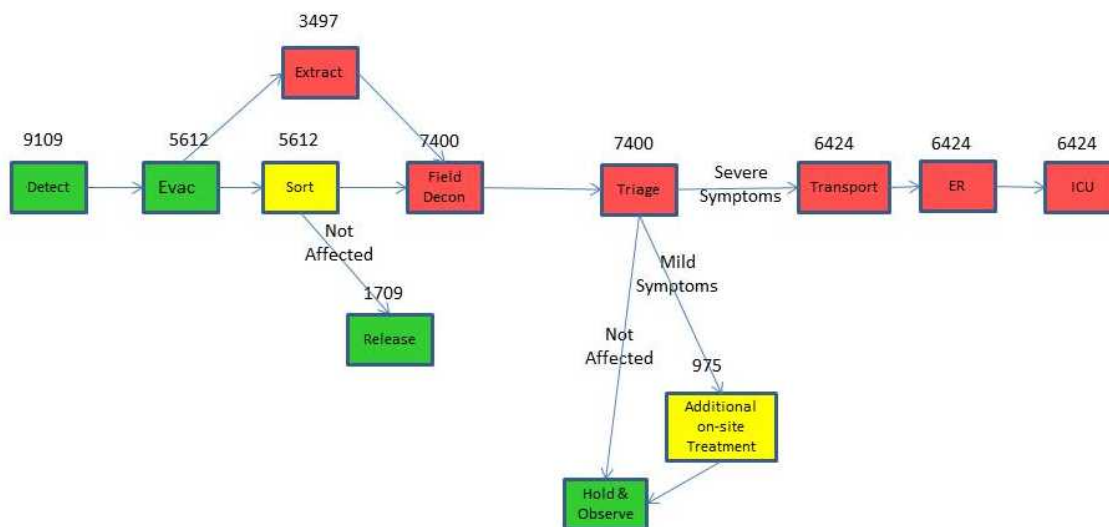 3497
Extract
9109
5612
5612
7400
7400
6424
6424
6424
Detect
Evac
Sort
Field
Decon
Triage
Severe
Symptoms
Transport
ER
ICU
Not
Affected
Mild
Symptoms
1709
Release
Not
Affected
975
Additional
on-site
Treatment
Hold &
Observe